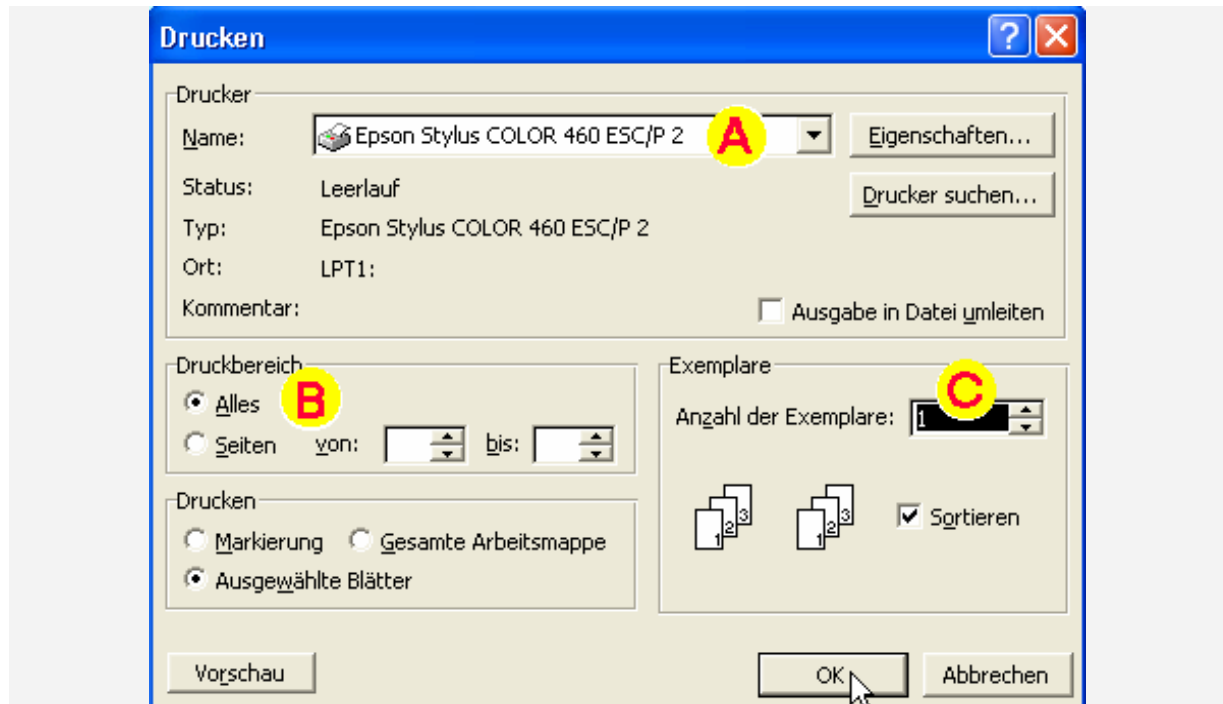 Drucken
Drucker
Name: Epson Stylus COLOR 460 ESC/P 2 A Eigenschaften...
Status: Leerlauf Drucker suchen...
Typ: Epson Stylus COLOR 460 ESC/P 2
Ort: LPT1:
Kommentar: Ausgabe in Datei umleiten
Druckbereich
Alles B
Seiten von: bis:
Exemplare
C
Anzahl der Exemplare: 1
1 2 3 1 2 3 Sortieren
Drucken
Markierung Gesamte Arbeitsmappe
Ausgewählte Blätter
Vorschau OK Abbrechen